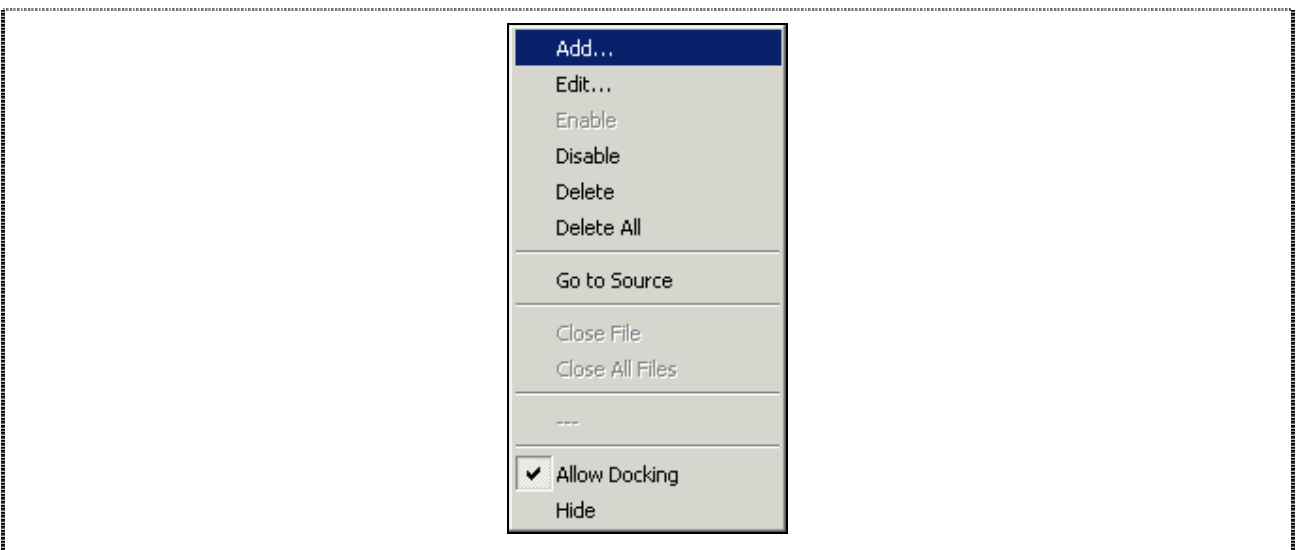 Add...
Edit...
Enable
Disable
Delete
Delete All
Go to Source
Close File
Close All Files
---
Allow Docking
Hide